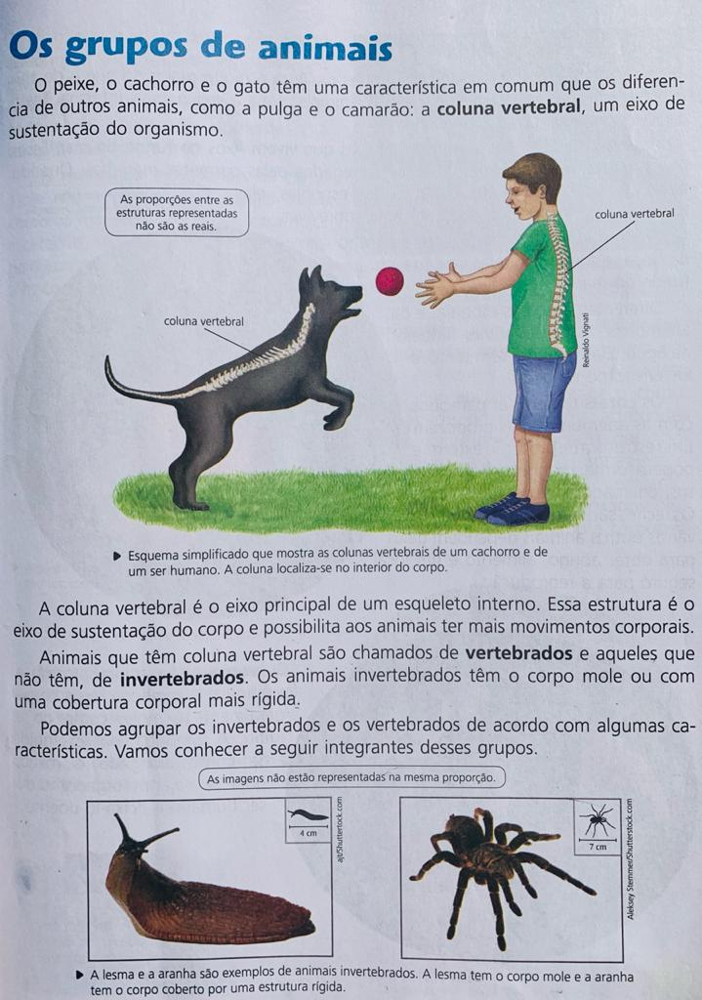 Os grupos de animais
O peixe, o cachorro e o gato têm uma característica em comum que os diferen-
cia de outros animais, como a pulga e o camarão: a coluna vertebral, um eixo de
sustentação do organismo.
As proporções entre as
estruturas representadas
não são as reais.
coluna vertebral
coluna vertebral
Reinaldo Vignati
▶ Esquema simplificado que mostra as colunas vertebrais de um cachorro e de
um ser humano. A coluna localiza-se no interior do corpo.
A coluna vertebral é o eixo principal de um esqueleto interno. Essa estrutura é o
eixo de sustentação do corpo e possibilita aos animais ter mais movimentos corporais.
Animais que têm coluna vertebral são chamados de vertebrados e aqueles que
não têm, de invertebrados. Os animais invertebrados têm o corpo mole ou com
uma cobertura corporal mais rígida.
Podemos agrupar os invertebrados e os vertebrados de acordo com algumas ca-
racterísticas. Vamos conhecer a seguir integrantes desses grupos.
As imagens não estão representadas na mesma proporção.
4 cm
ajt/Shutterstock.com
7 cm
Aleksey Stemmer/Shutterstock.com
▶ A lesma e a aranha são exemplos de animais invertebrados. A lesma tem o corpo mole e a aranha
tem o corpo coberto por uma estrutura rígida.